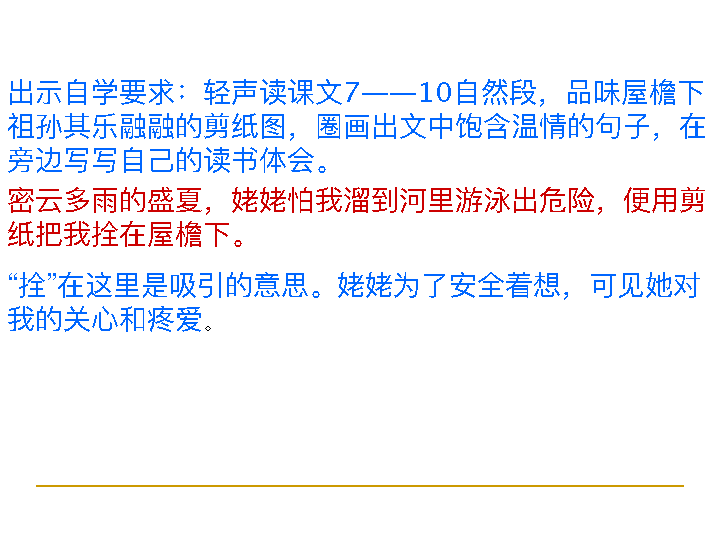 出示自学要求：轻声读课文7——10自然段，品味屋檐下
祖孙其乐融融的剪纸图，圈画出文中饱含温情的句子，在
旁边写写自己的读书体会。
密云多雨的盛夏，姥姥怕我溜到河里游泳出危险，便用剪
纸把我拴在屋檐下。
“拴”在这里是吸引的意思。姥姥为了安全着想，可见她对
我的关心和疼爱。